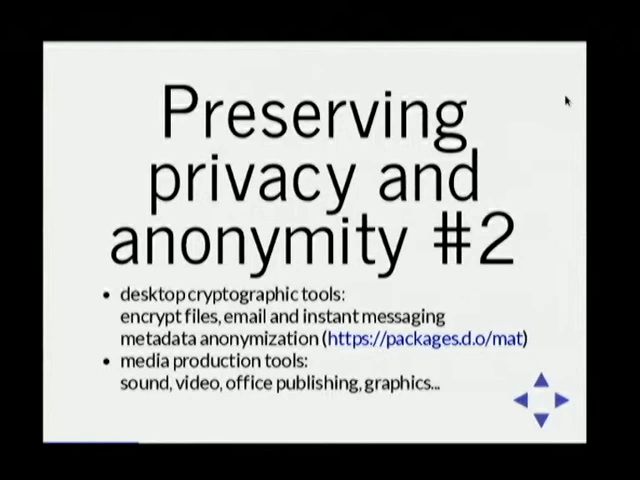 Preserving
privacy and
anonymity #2
• desktop cryptographic tools:
encrypt files, email and instant messaging
metadata anonymization (https://packages.d.o/mat)
• media production tools:
sound, video, office publishing, graphics...